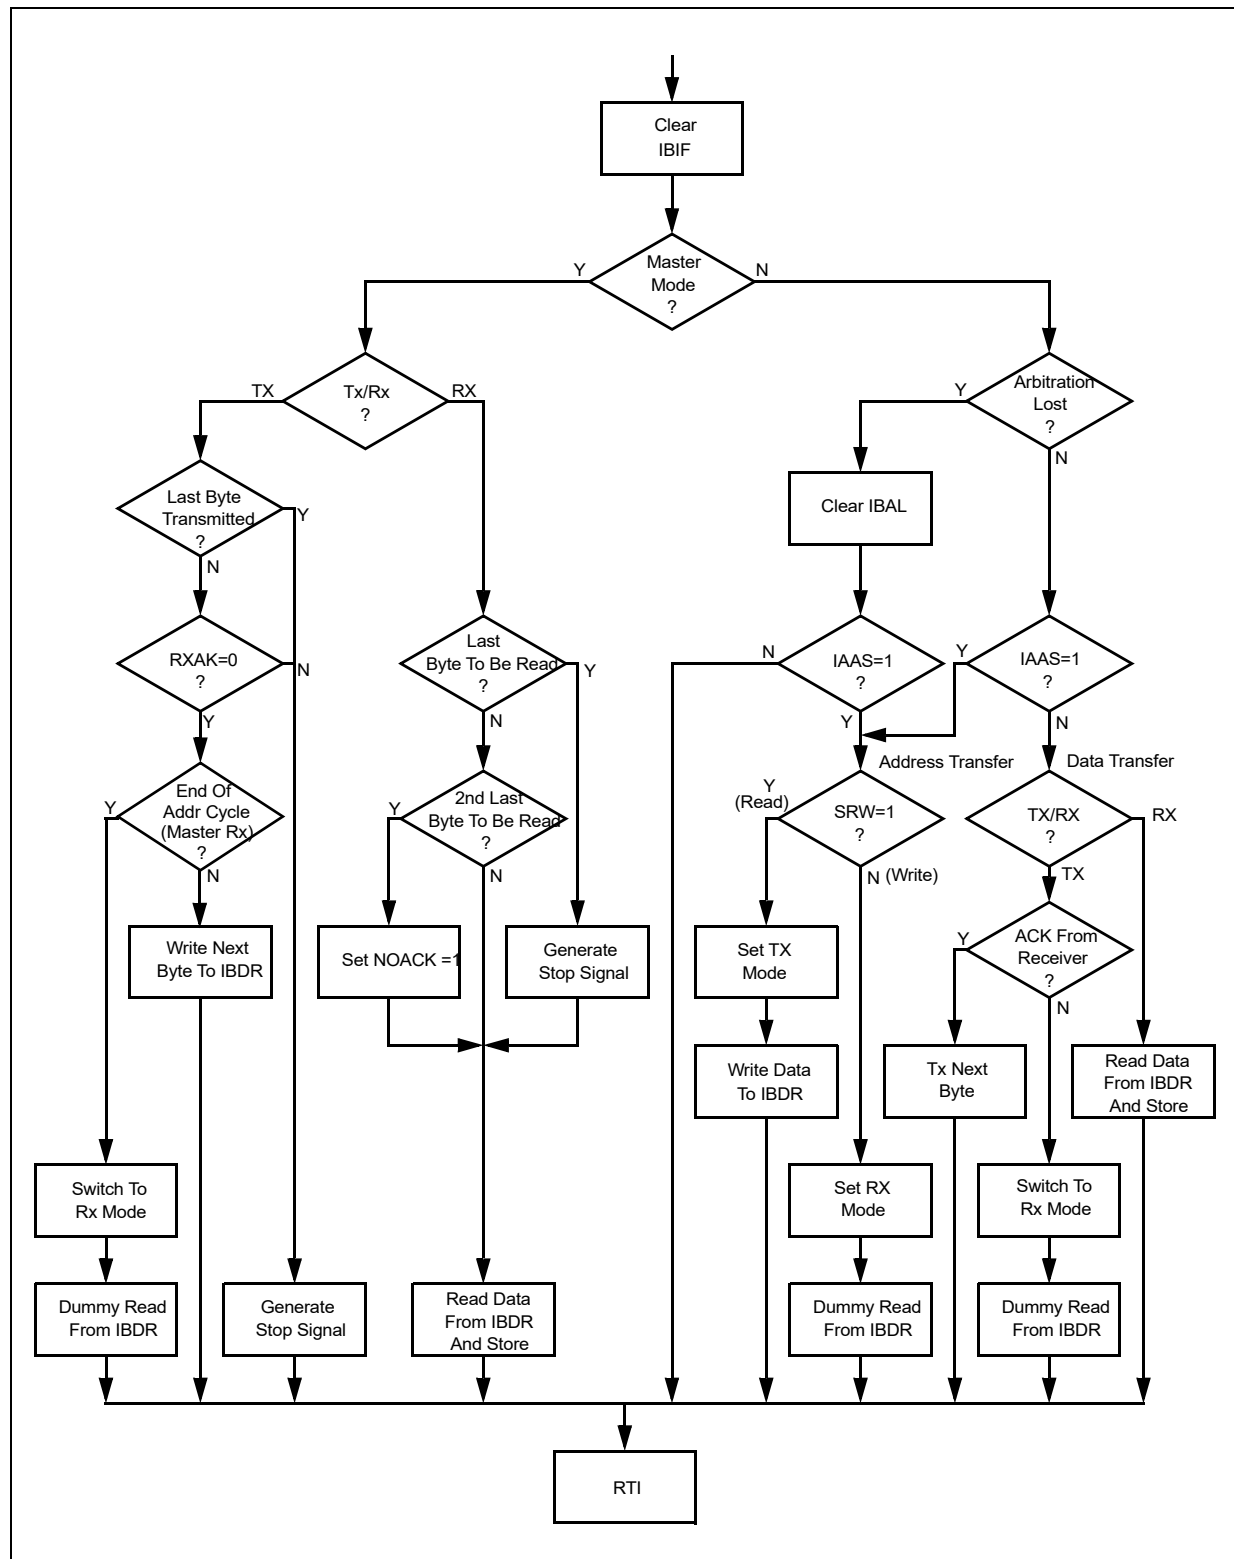 Clear
IBIF
Y
Master
Mode
?
N
TX
Tx/Rx
?
RX
Y
Arbitration
Lost
?
N
Last Byte
Transmitted
?
Y
N
Clear IBAL
RXAK=0
?
N
Y
Last
Byte To Be Read
?
Y
N
N
IAAS=1
?
Y
Y
IAAS=1
?
N
Address Transfer
Data Transfer
Y
End Of
Addr Cycle
(Master Rx)
?
N
Y
2nd Last
Byte To Be Read
?
N
Y
(Read)
SRW=1
?
N (Write)
TX/RX
?
RX
TX
Write Next
Byte To IBDR
Set NOACK =1
Generate
Stop Signal
Set TX
Mode
Y
ACK From
Receiver
?
N
Write Data
To IBDR
Tx Next
Byte
Read Data
From IBDR
And Store
Switch To
Rx Mode
Set RX
Mode
Switch To
Rx Mode
Dummy Read
From IBDR
Generate
Stop Signal
Read Data
From IBDR
And Store
Dummy Read
From IBDR
Dummy Read
From IBDR
RTI